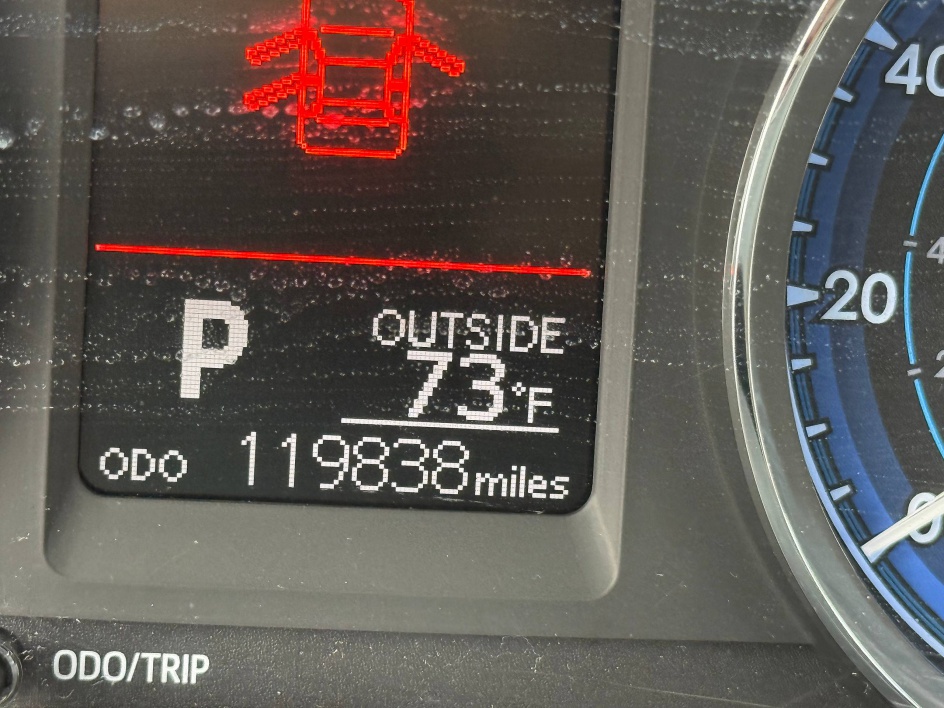 P
OUTSIDE
73°F
ODO 119838 miles
ODO/TRIP
40
20
0